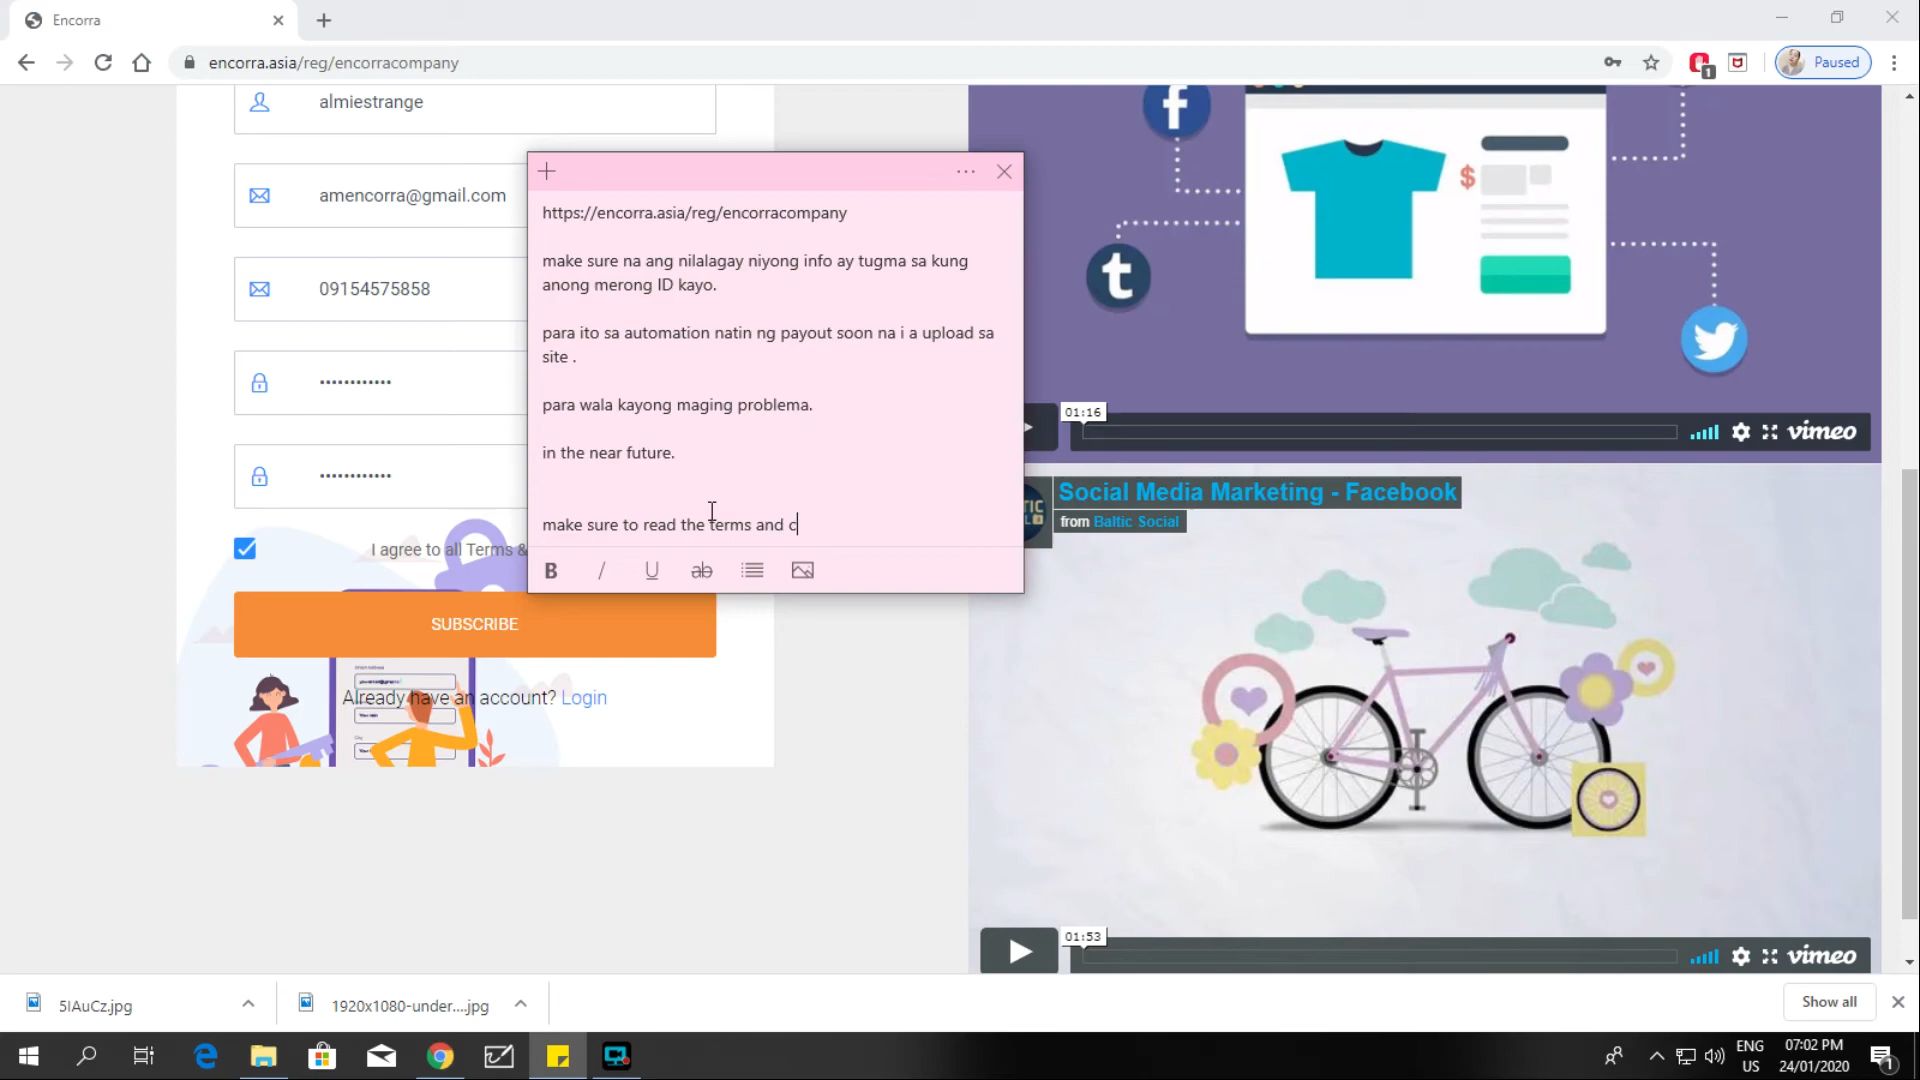 Encorra
encorra.asia/reg/encorracompany
1
Paused
almiestrange
amencorra@gmail.com
09154575858
••••••••••••
••••••••••••
I agree to all Terms &
SUBSCRIBE
Already have an account? Login
https://encorra.asia/reg/encorracompany
make sure na ang nilalagay niyong info ay tugma sa kung
anong merong ID kayo.
para ito sa automation natin ng payout soon na i a upload sa
site .
para wala kayong maging problema.
in the near future.
make sure to read the terms and c
B / U ab
$
01:16
vimeo
Social Media Marketing - Facebook
from Baltic Social
01:53
vimeo
5IAuCz.jpg
1920x1080-under....jpg
Show all
ENG
US
07:02 PM
24/01/2020
1